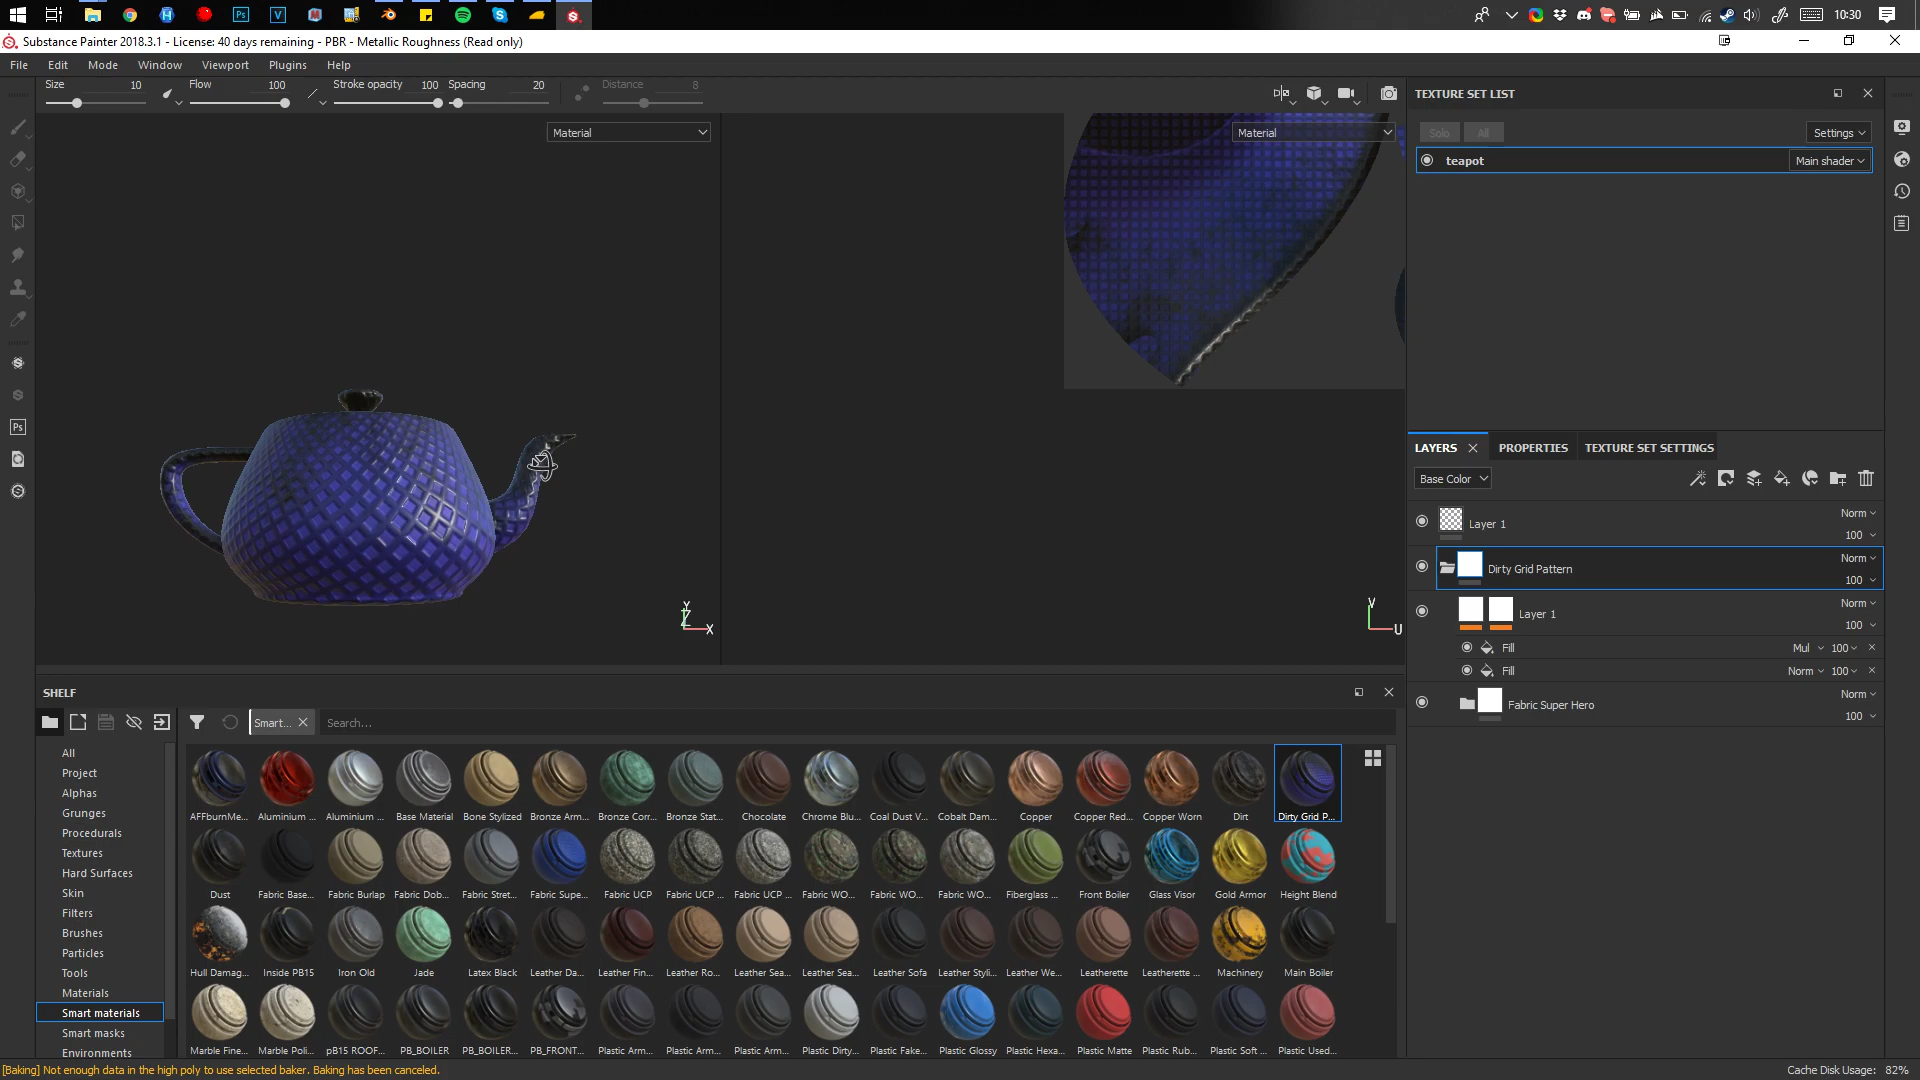 10:30
Substance Painter 2018.3.1 - License: 40 days remaining - PBR - Metallic Roughness (Read only)
File Edit Mode Window Viewport Plugins Help
Size 10 Flow 100 Stroke opacity 100 Spacing 20 Distance 8
Material
Material
Y
Z
X
V
U
TEXTURE SET LIST
Solo All Settings
teapot Main shader
LAYERS PROPERTIES TEXTURE SET SETTINGS
Base Color
Layer 1 Norm 100
Dirty Grid Pattern Norm 100
Layer 1 Norm 100
Fill Mul 100
Fill Norm 100
Fabric Super Hero Norm 100
SHELF
Smart... Search...
All
Project
Alphas
Grunges
Procedurals
Textures
Hard Surfaces
Skin
Filters
Brushes
Particles
Tools
Materials
Smart materials
Smart masks
Environments
AFFburnMe... Aluminium ... Aluminium ... Base Material Bone Stylized Bronze Arm... Bronze Corr... Bronze Stat... Chocolate Chrome Blu... Coal Dust V... Cobalt Dam... Copper Copper Red... Copper Worn Dirt Dirty Grid P...
Dust Fabric Base... Fabric Burlap Fabric Dob... Fabric Stret... Fabric Supe... Fabric UCP Fabric UCP ... Fabric UCP ... Fabric WO... Fabric WO... Fabric WO... Fiberglass ... Front Boiler Glass Visor Gold Armor Height Blend
Hull Damag... Inside PB15 Iron Old Jade Latex Black Leather Da... Leather Fin... Leather Ro... Leather Sea... Leather Sea... Leather Sofa Leather Styli... Leather We... Leatherette Leatherette ... Machinery Main Boiler
Marble Fine... Marble Poli... pB15 ROOF... PB_BOILER PB_BOILER... PB_FRONT... Plastic Arm... Plastic Arm... Plastic Arm... Plastic Dirty... Plastic Fake... Plastic Glossy Plastic Hexa... Plastic Matte Plastic Rub... Plastic Soft ... Plastic Used...
[Baking] Not enough data in the high poly to use selected baker. Baking has been canceled.
Cache Disk Usage: 82%